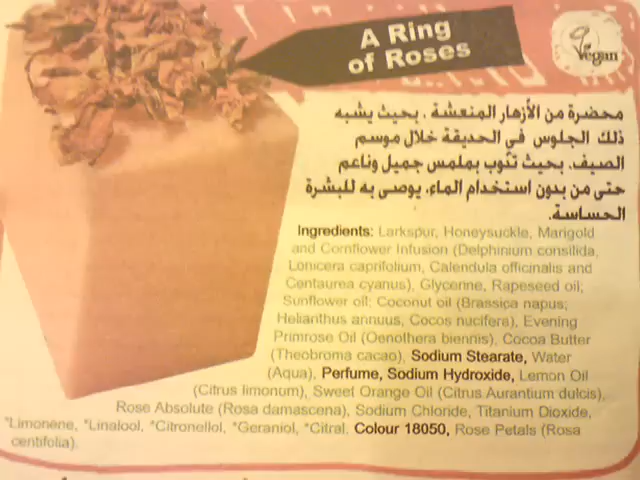 A Ring
of Roses
Vegan
محضرة من الأزهار المنعشة ، بحيث يشبه
ذلك الجلوس في الحديقة خلال موسم
الصيف. بحيث تذوب بملمس جميل وناعم
حتى من بدون استخدام الماء. يوصى به للبشرة
الحساسة.
Ingredients: Larkspur, Honeysuckle, Marigold
and Cornflower Infusion (Delphinium consilida,
Lonicera caprifolium, Calendula officinalis and
Centaurea cyanus), Glycerine, Rapeseed oil;
Sunflower oil; Coconut oil (Brassica napus;
Helianthus annuus, Cocos nucifera), Evening
Primrose Oil (Oenothera biennis), Cocoa Butter
(Theobroma cacao), Sodium Stearate, Water
(Aqua), Perfume, Sodium Hydroxide, Lemon Oil
(Citrus limonum), Sweet Orange Oil (Citrus Aurantium dulcis),
Rose Absolute (Rosa damascena), Sodium Chloride, Titanium Dioxide,
*Limonene, *Linalool, *Citronellol, *Geraniol, *Citral, Colour 18050, Rose Petals (Rosa
centifolia).